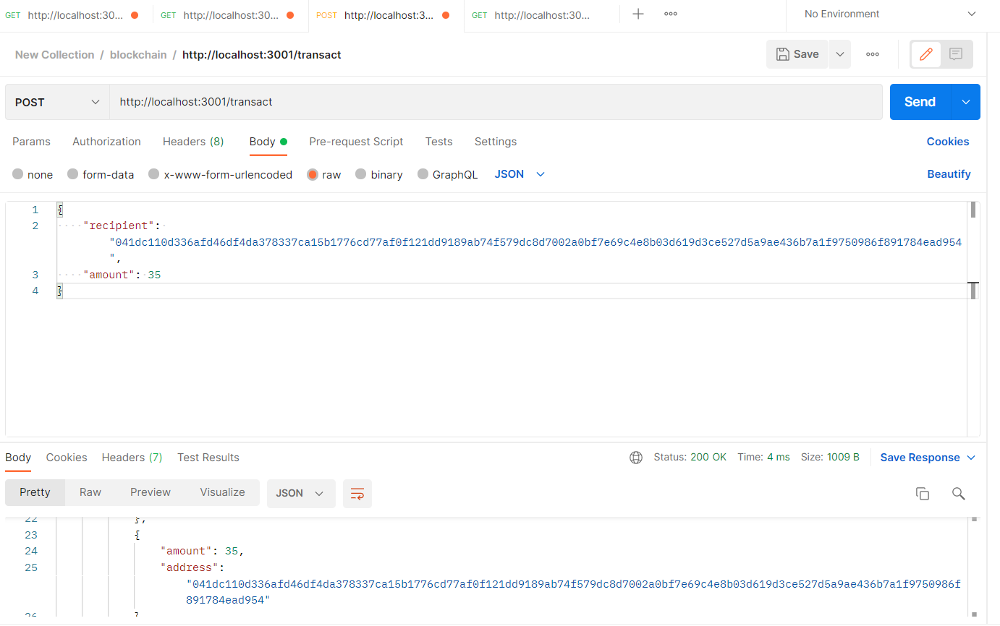 GET http://localhost:30... GET http://localhost:30... POST http://localhost:3... GET http://localhost:30... No Environment
New Collection / blockchain / http://localhost:3001/transact Save
POST http://localhost:3001/transact Send
Params Authorization Headers (8) Body Pre-request Script Tests Settings Cookies
none form-data x-www-form-urlencoded raw binary GraphQL JSON Beautify
1 {
2 "recipient":
"041dc110d336afd46df4da378337ca15b1776cd77af0f121dd9189ab74f579dc8d7002a0bf7e69c4e8b03d619d3ce527d5a9ae436b7a1f9750986f891784ead954
",
3 "amount": 35
4 }
Body Cookies Headers (7) Test Results Status: 200 OK Time: 4 ms Size: 1009 B Save Response
Pretty Raw Preview Visualize JSON
22 },
23 {
24 "amount": 35,
25 "address":
"041dc110d336afd46df4da378337ca15b1776cd77af0f121dd9189ab74f579dc8d7002a0bf7e69c4e8b03d619d3ce527d5a9ae436b7a1f9750986f
891784ead954"
26 }